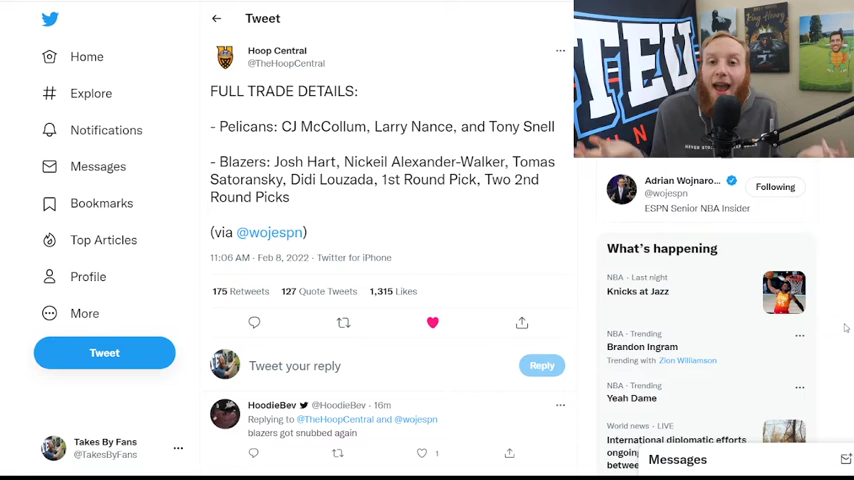 Home
Explore
Notifications
Messages
Bookmarks
Top Articles
Profile
More
Tweet
Takes By Fans
@TakesByFans
Tweet
Hoop Central
@TheHoopCentral
FULL TRADE DETAILS:
- Pelicans: CJ McCollum, Larry Nance, and Tony Snell
- Blazers: Josh Hart, Nickeil Alexander-Walker, Tomas
Satoransky, Didi Louzada, 1st Round Pick, Two 2nd
Round Picks
(via @wojespn)
11:06 AM · Feb 8, 2022 · Twitter for iPhone
175 Retweets 127 Quote Tweets 1,315 Likes
Tweet your reply
Reply
HoodieBev @HoodieBev · 16m
Replying to @TheHoopCentral and @wojespn
blazers got snubbed again
1
TEU
UN
Adrian Wojnaro...
@wojespn
Following
ESPN Senior NBA Insider
What's happening
NBA · Last night
Knicks at Jazz
NBA · Trending
Brandon Ingram
Trending with Zion Williamson
NBA · Trending
Yeah Dame
World news · LIVE
International diplomatic efforts
ongoing
betwee
Messages